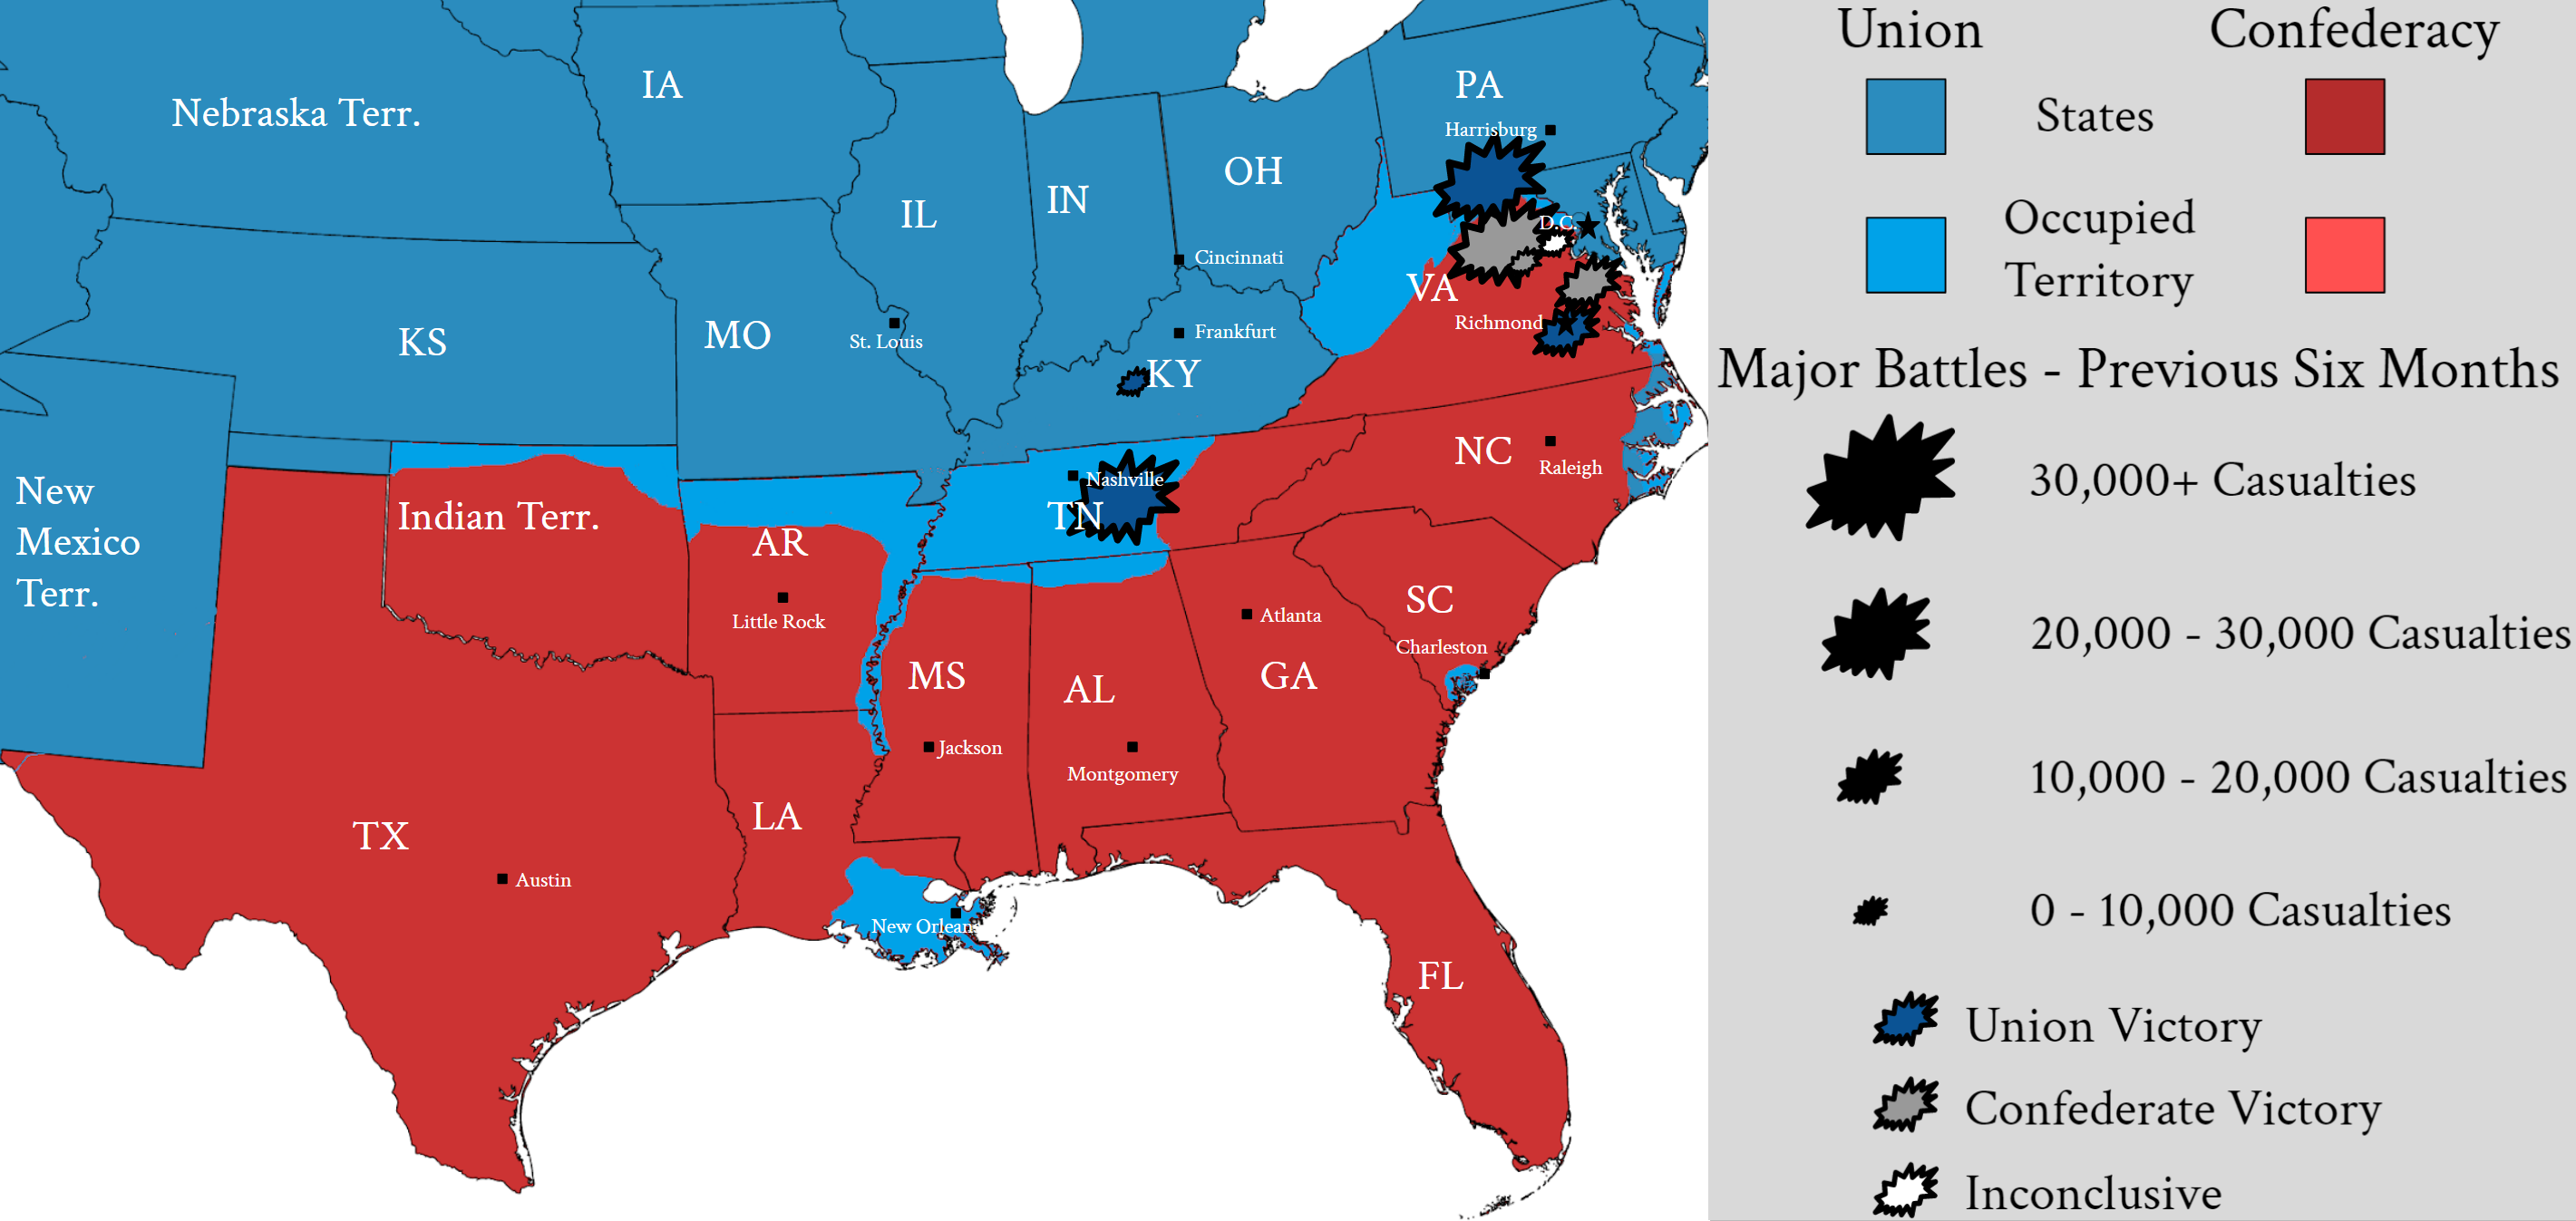 Nebraska Terr.
IA
PA
Harrisburg
OH
IN
IL
D.C.
Cincinnati
VA
KS
MO
St. Louis
Frankfurt
Richmond
KY
New
Mexico
Terr.
Indian Terr.
AR
Little Rock
Nashville
TN
NC
Raleigh
SC
Charleston
Atlanta
GA
MS
AL
Jackson
Montgomery
TX
LA
Austin
New Orlean
FL
Union
Confederacy
States
Occupied
Territory
Major Battles - Previous Six Months
30,000+ Casualties
20,000 - 30,000 Casualties
10,000 - 20,000 Casualties
0 - 10,000 Casualties
Union Victory
Confederate Victory
Inconclusive